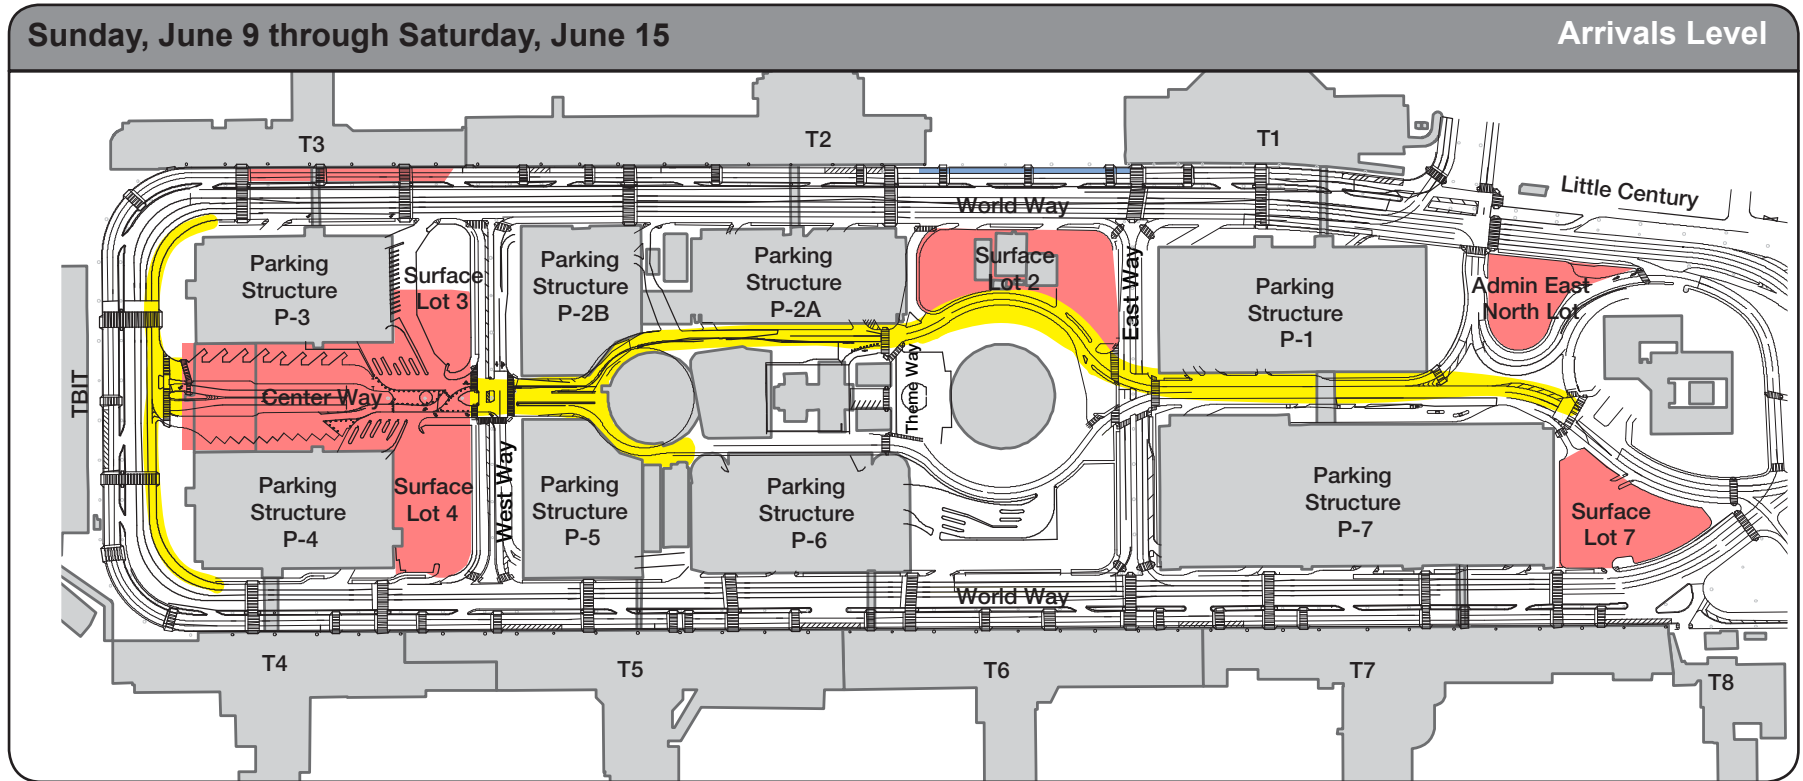 Sunday, June 9 through Saturday, June 15
Arrivals Level
T3
T2
T1
Little Century
World Way
Parking
Structure
P-3
Surface
Lot 3
Parking
Structure
P-2B
Parking
Structure
P-2A
Surface
Lot 2
East Way
Parking
Structure
P-1
Admin East
North Lot
TBIT
Center Way
Theme Way
Parking
Structure
P-4
Surface
Lot 4
West Way
Parking
Structure
P-5
Parking
Structure
P-6
Parking
Structure
P-7
Surface
Lot 7
World Way
T4
T5
T6
T7
T8